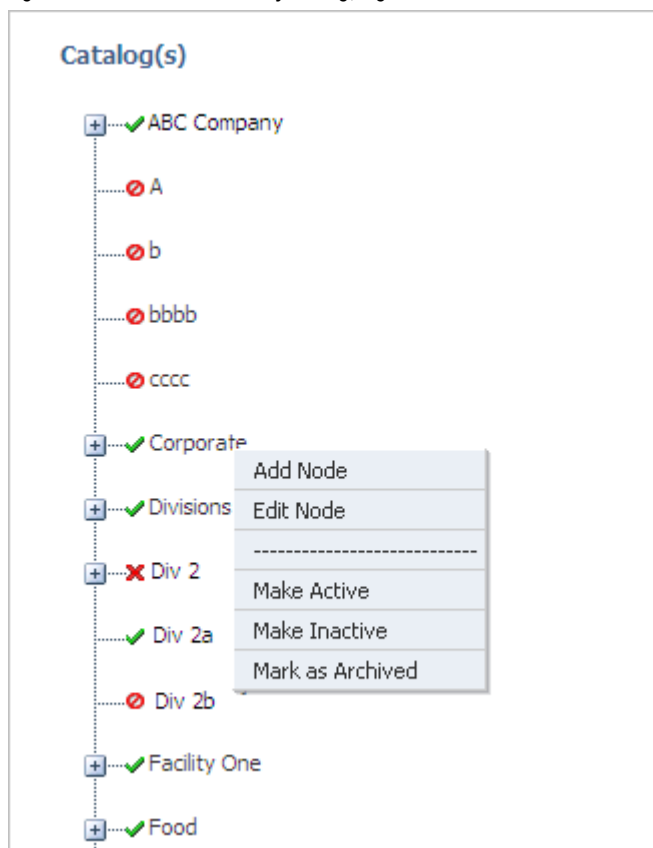 Catalog(s)
ABC Company
A
b
bbbb
cccc
Corporate
Add Node
Divisions
Edit Node
----------------------------
Div 2
Make Active
Div 2a
Make Inactive
Mark as Archived
Div 2b
Facility One
Food